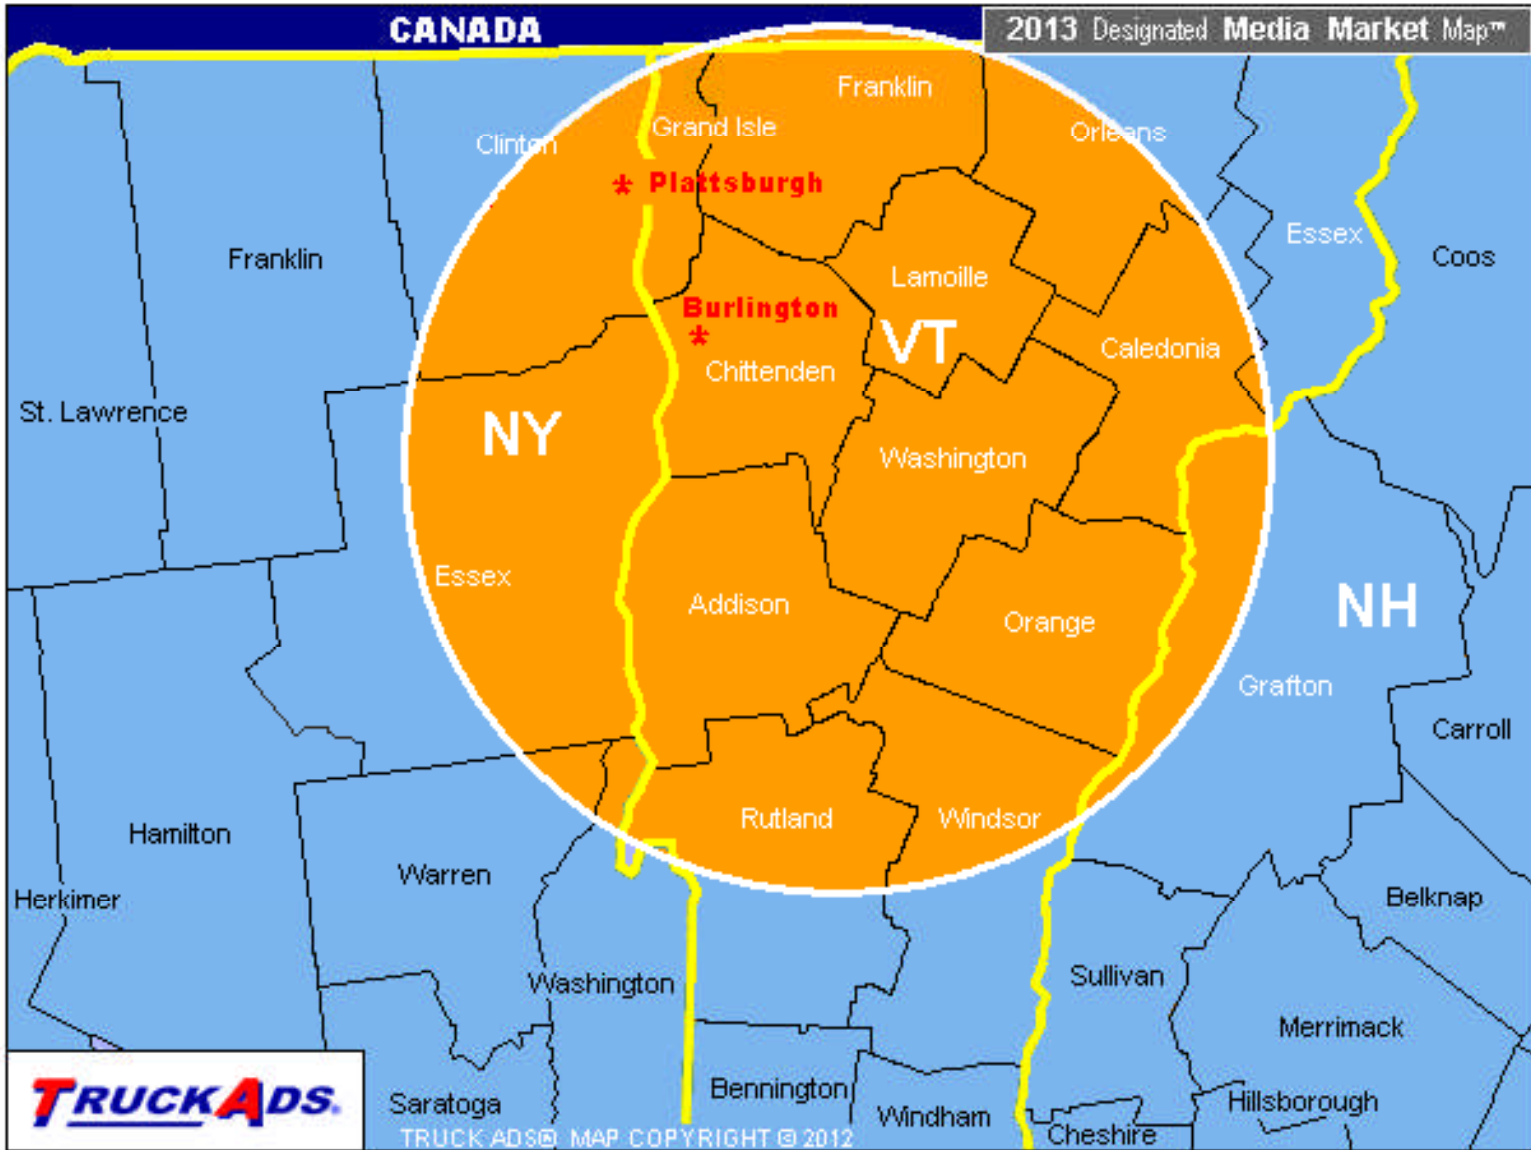 CANADA
2013 Designated Media Market Map™
Franklin
Grand Isle
Orleans
Clinton
* Plattsburgh
Essex
Coos
Franklin
Lamoille
Burlington
*
VT
Caledonia
Chittenden
St. Lawrence
NY
Washington
Essex
Addison
NH
Orange
Grafton
Carroll
Hamilton
Rutland
Windsor
Warren
Herkimer
Belknap
Washington
Sullivan
Merrimack
TRUCKADS.
Saratoga
Bennington
Windham
Hillsborough
Cheshire
TRUCK ADS® MAP COPYRIGHT © 2012